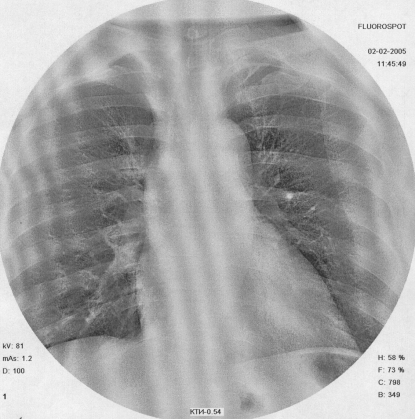 FLUOROSPOT
02-02-2005
11:45:49
kV: 81
mAs: 1.2
D: 100
1
H: 58 %
F: 73 %
C: 798
B: 349
КТИ-0.54